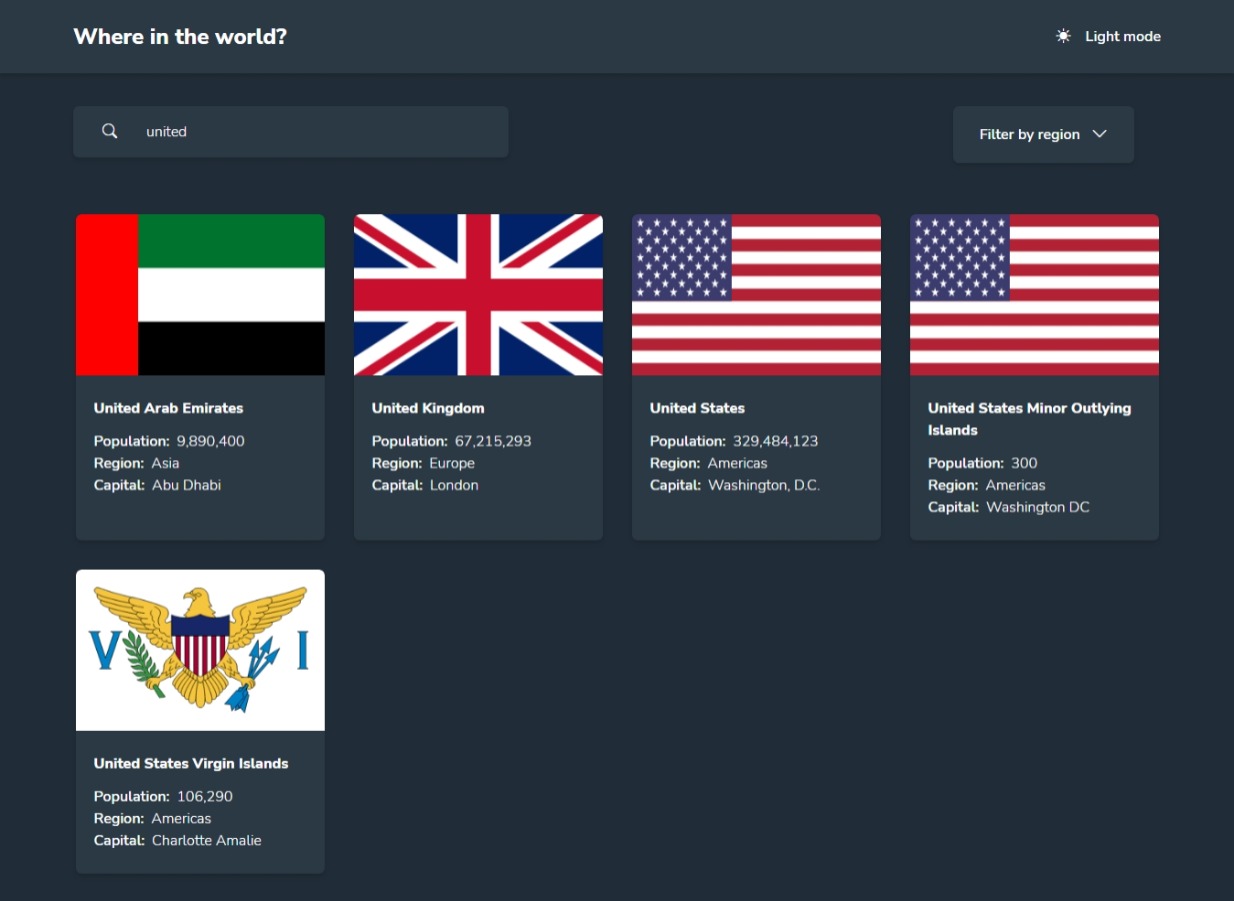 Where in the world?
Light mode
united
Filter by region
United Arab Emirates
Population: 9,890,400
Region: Asia
Capital: Abu Dhabi
United Kingdom
Population: 67,215,293
Region: Europe
Capital: London
United States
Population: 329,484,123
Region: Americas
Capital: Washington, D.C.
United States Minor Outlying
Islands
Population: 300
Region: Americas
Capital: Washington DC
V I
United States Virgin Islands
Population: 106,290
Region: Americas
Capital: Charlotte Amalie